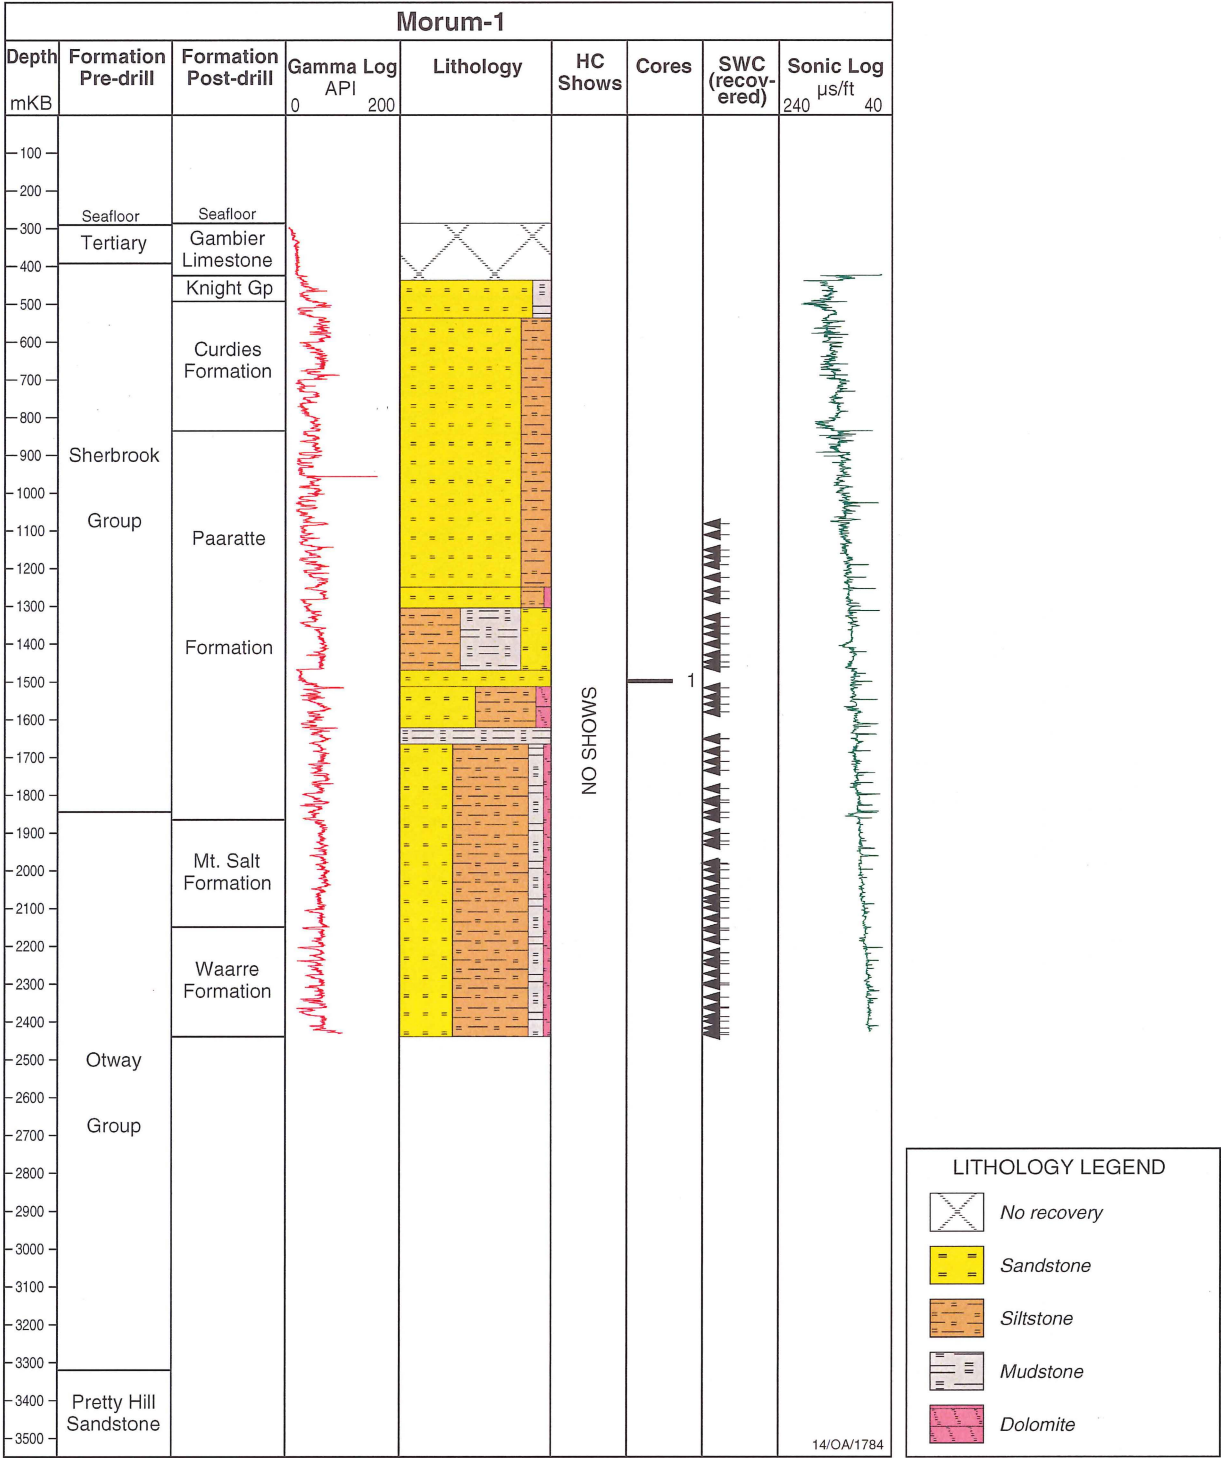 Morum-1
Depth
mKB
Formation
Pre-drill
Formation
Post-drill
Gamma Log
API
0 200
Lithology
HC
Shows
Cores
SWC
(recov-
ered)
Sonic Log
µs/ft
240 40
100
200
300
400
500
600
700
800
900
1000
1100
1200
1300
1400
1500
1600
1700
1800
1900
2000
2100
2200
2300
2400
2500
2600
2700
2800
2900
3000
3100
3200
3300
3400
3500
Seafloor
Tertiary
Sherbrook
Group
Otway
Group
Pretty Hill
Sandstone
Seafloor
Gambier
Limestone
Knight Gp
Curdies
Formation
Paaratte
Formation
Mt. Salt
Formation
Waarre
Formation
NO SHOWS
1
14/OA/1784
LITHOLOGY LEGEND
No recovery
Sandstone
Siltstone
Mudstone
Dolomite